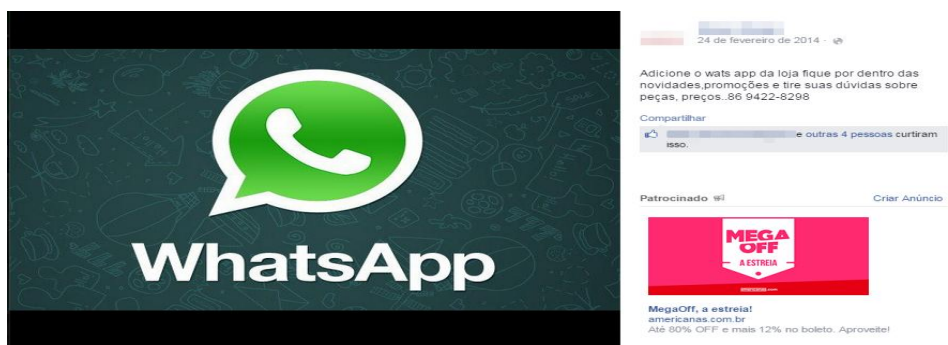 WhatsApp
24 de fevereiro de 2014 ·
Adicione o wats app da loja fique por dentro das
novidades,promoções e tire suas dúvidas sobre
peças, preços..86 9422-8298
Compartilhar
e outras 4 pessoas curtiram
isso.
Patrocinado
Criar Anúncio
MEGA
OFF
A ESTREIA
MegaOff, a estreia!
americanas.com.br
Até 80% OFF e mais 12% no boleto. Aproveite!